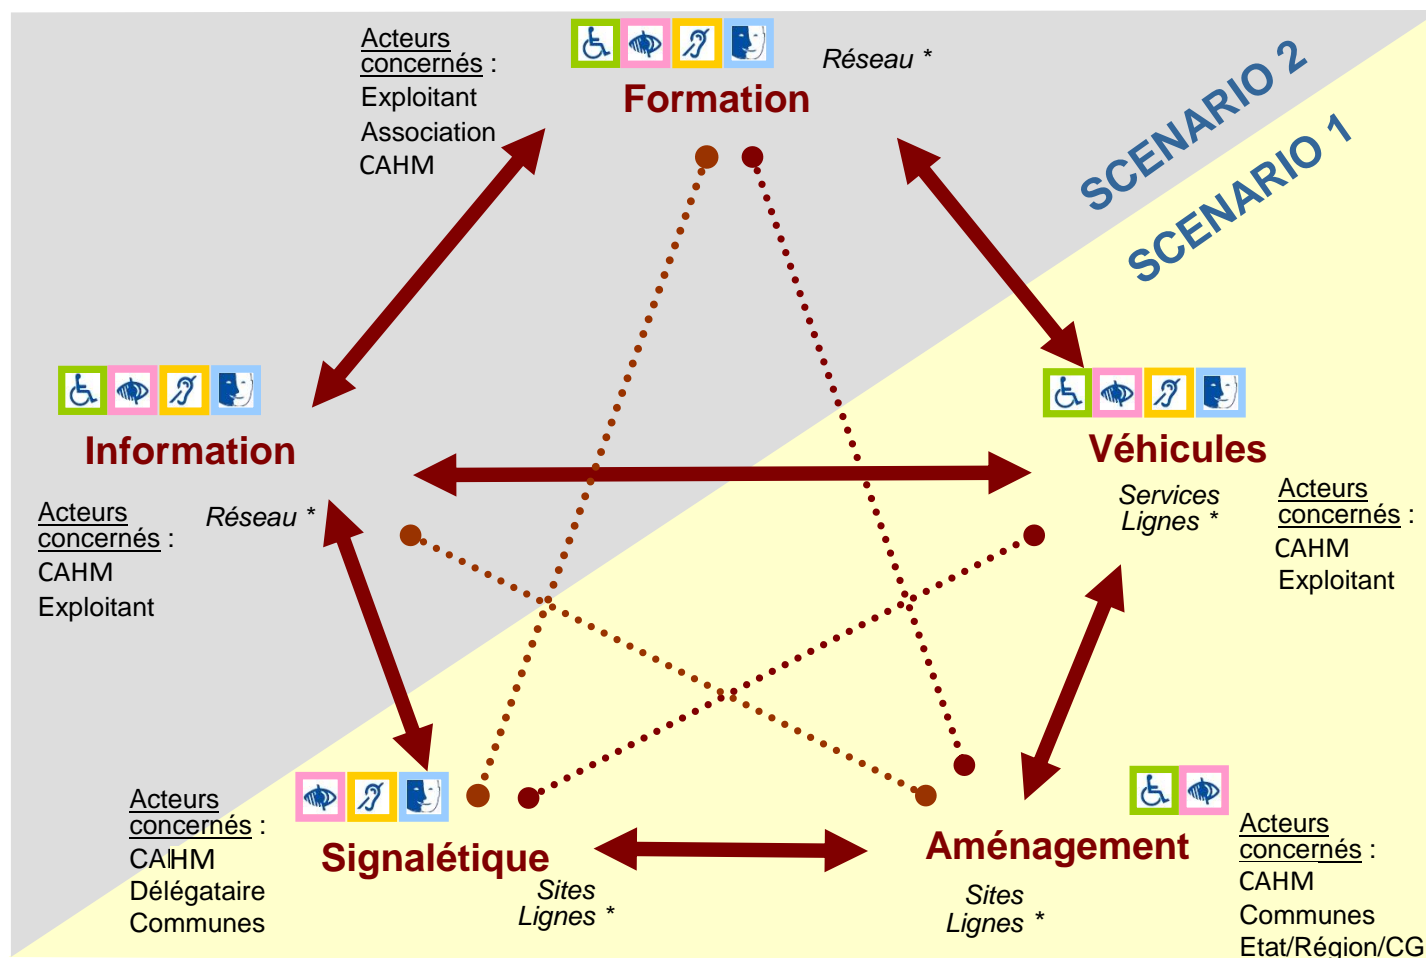 Acteurs
concernés :
Exploitant
Association
CAHM
Réseau *
Formation
SCENARIO 2
SCENARIO 1
Information
Acteurs
concernés :
CAHM
Exploitant
Réseau *
Véhicules
Services
Lignes *
Acteurs
concernés :
CAHM
Exploitant
Acteurs
concernés :
CAHM
Délégataire
Communes
Signalétique
Sites
Lignes *
Aménagement
Sites
Lignes *
Acteurs
concernés :
CAHM
Communes
Etat/Région/CG